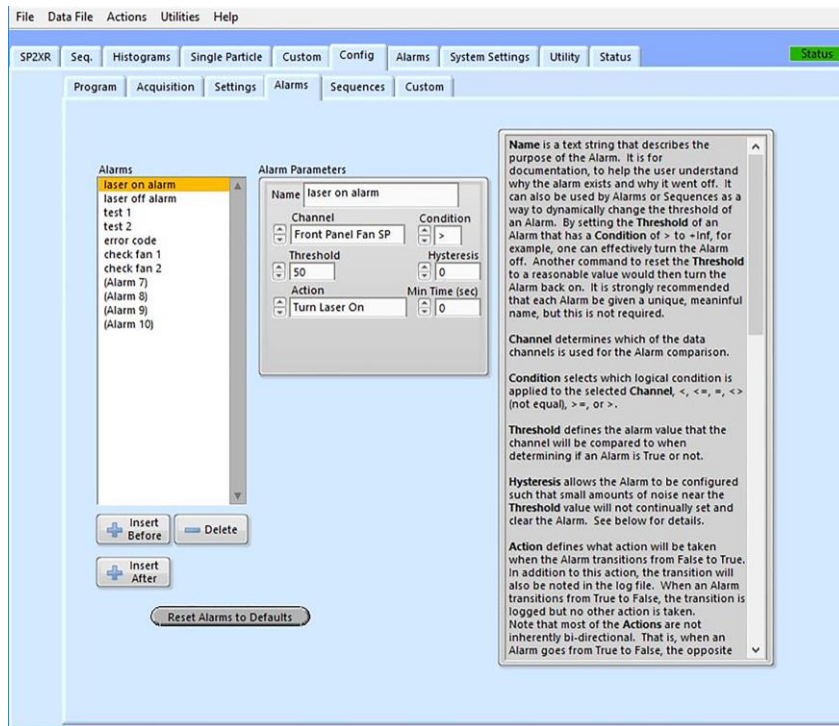 File Data File Actions Utilities Help
SP2XR Seq. Histograms Single Particle Custom Config Alarms System Settings Utility Status Status
Program Acquisition Settings Alarms Sequences Custom
Alarms
laser on alarm
laser off alarm
test 1
test 2
error code
check fan 1
check fan 2
(Alarm 7)
(Alarm 8)
(Alarm 9)
(Alarm 10)
Insert Before
Delete
Insert After
Reset Alarms to Defaults
Alarm Parameters
Name laser on alarm
Channel Condition
Front Panel Fan SP >
Threshold Hysteresis
50 0
Action Min Time (sec)
Turn Laser On 0
Name is a text string that describes the
purpose of the Alarm. It is for
documentation, to help the user understand
why the alarm exists and why it went off. It
can also be used by Alarms or Sequences as a
way to dynamically change the threshold of
an Alarm. By setting the Threshold of an
Alarm that has a Condition of > to +Inf, for
example, one can effectively turn the Alarm
off. Another command to reset the Threshold
to a reasonable value would then turn the
Alarm back on. It is strongly recommended
that each Alarm be given a unique, meaninful
name, but this is not required.
Channel determines which of the data
channels is used for the Alarm comparison.
Condition selects which logical condition is
applied to the selected Channel, <, <=, =, <>
(not equal), >=, or >.
Threshold defines the alarm value that the
channel will be compared to when
determining if an Alarm is True or not.
Hysteresis allows the Alarm to be configured
such that small amounts of noise near the
Threshold value will not continually set and
clear the Alarm. See below for details.
Action defines what action will be taken
when the Alarm transitions from False to True.
In addition to this action, the transition will
also be noted in the log file. When an Alarm
transitions from True to False, the transition is
logged but no other action is taken.
Note that most of the Actions are not
inherently bi-directional. That is, when an
Alarm goes from True to False, the opposite